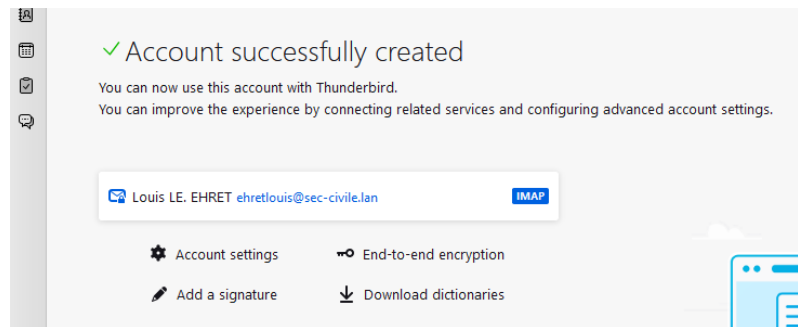 Account successfully created
You can now use this account with Thunderbird.
You can improve the experience by connecting related services and configuring advanced account settings.
Louis LE. EHRET ehretlouis@sec-civile.lan IMAP
Account settings End-to-end encryption
Add a signature Download dictionaries